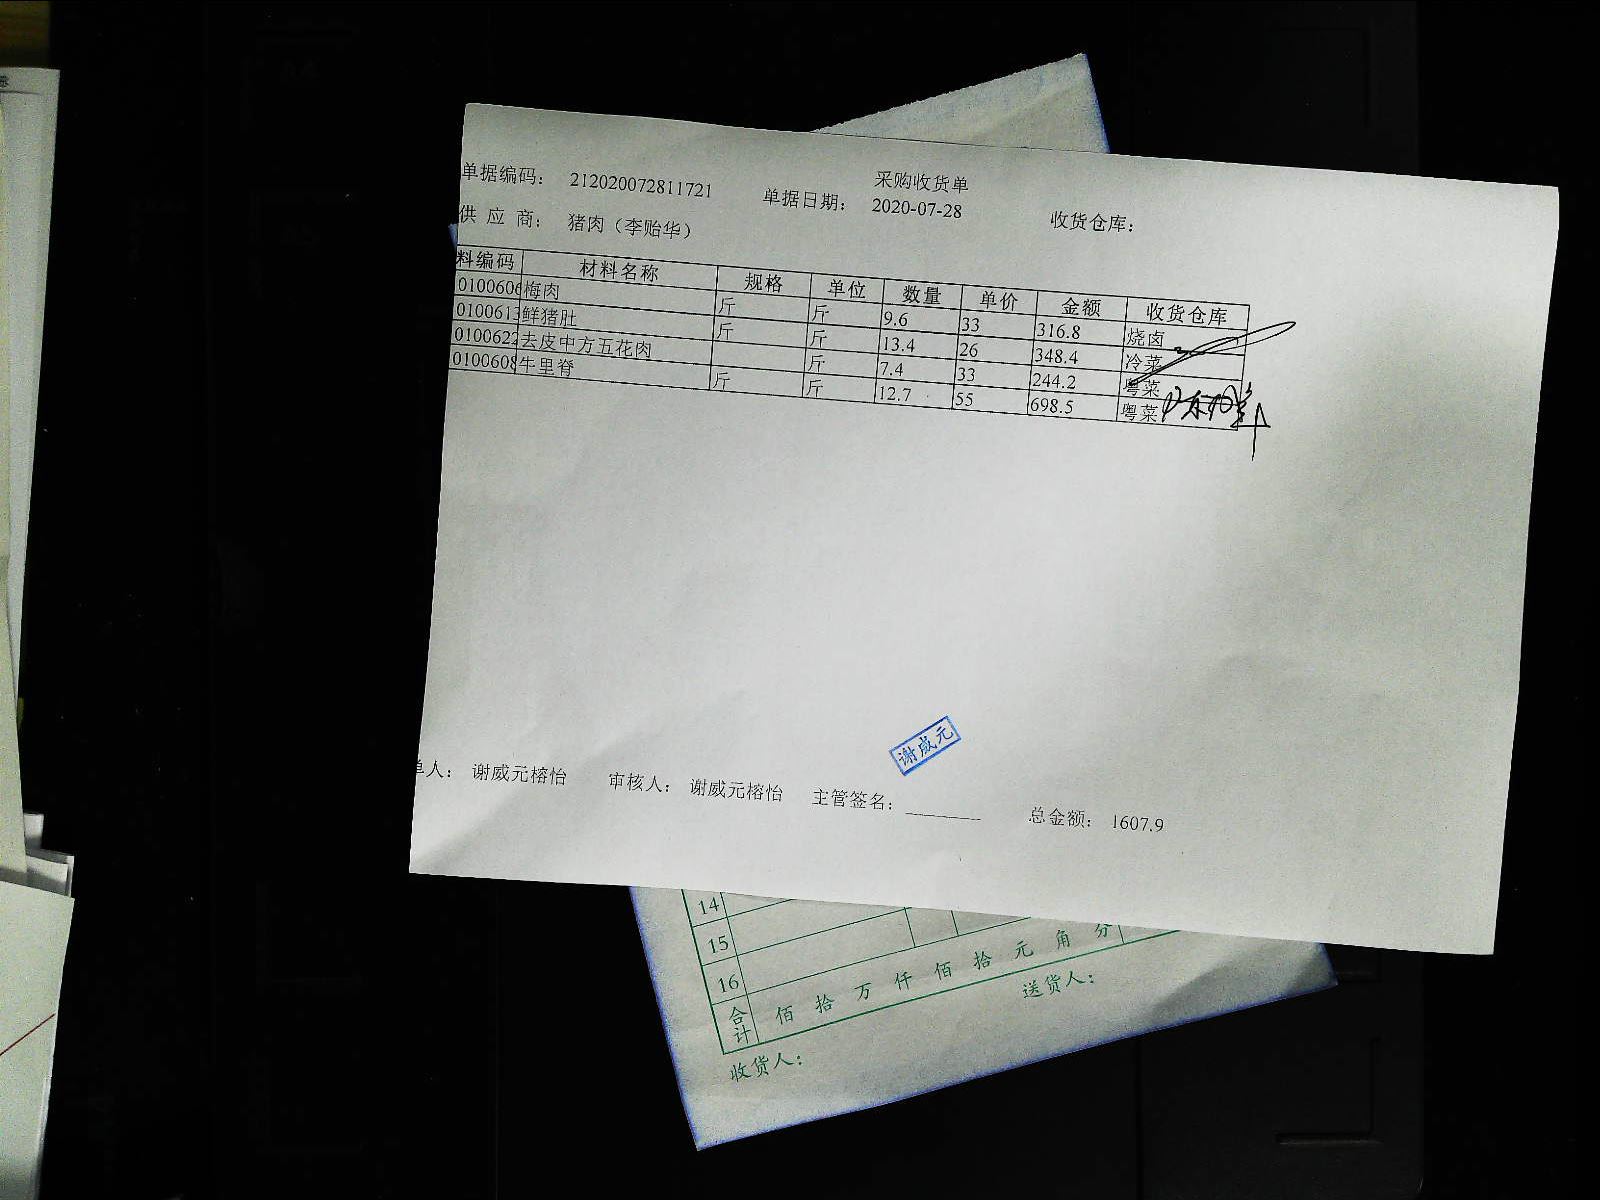 采购收货单
单据编码: 212020072811721 单据日期: 2020-07-28 收货仓库:
供 应 商: 猪肉（李贻华）
料编码 材料名称 规格 单位 数量 单价 金额 收货仓库
0100606 梅肉 斤 斤 9.6 33 316.8 烧卤
0100613 鲜猪肚 斤 斤 13.4 26 348.4 冷菜
0100622 去皮中方五花肉 斤 7.4 33 244.2 粤菜
0100608 牛里脊 斤 斤 12.7 55 698.5 粤菜
谢威元
单人: 谢威元榕怡 审核人: 谢威元榕怡 主管签名: 总金额: 1607.9
14
15
16
合计 佰 拾 万 仟 佰 拾 元 角 分
收货人: 送货人: